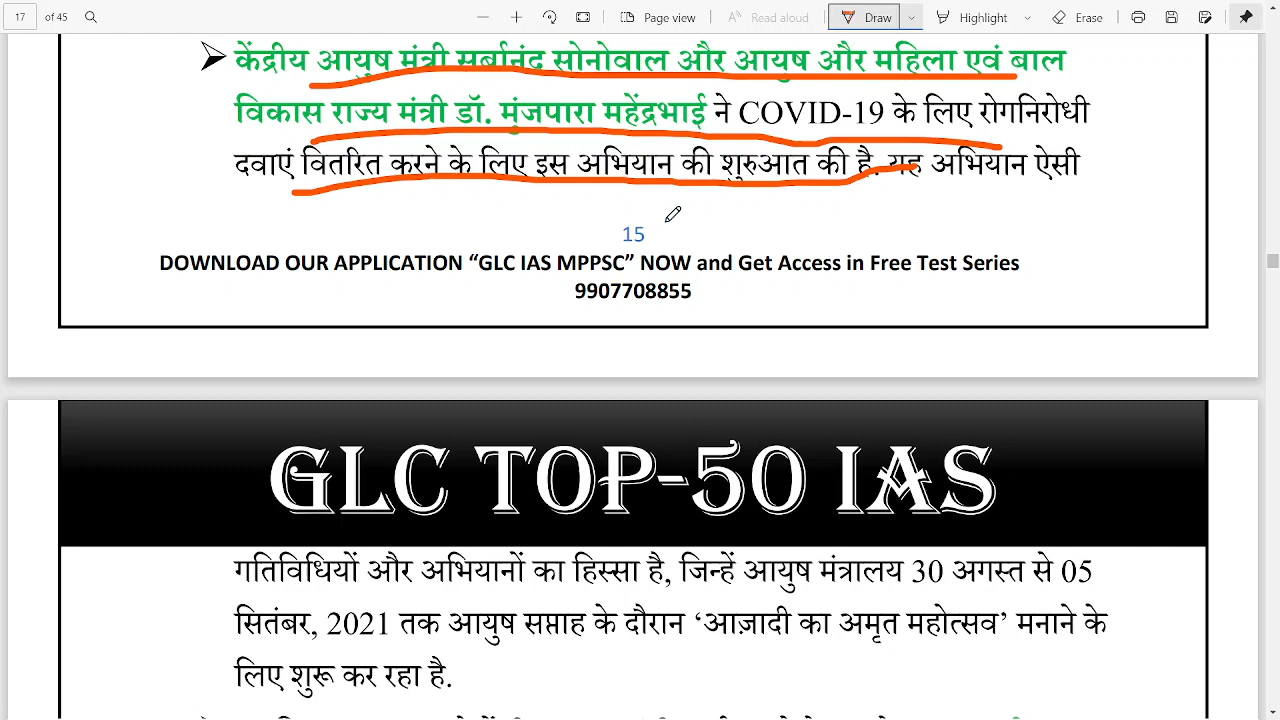 17 of 45 Page view Read aloud Draw Highlight Erase
केंद्रीय आयुष मंत्री सर्बानंद सोनोवाल और आयुष और महिला एवं बाल
विकास राज्य मंत्री डॉ. मुंजपारा महेंद्रभाई ने COVID-19 के लिए रोगनिरोधी
दवाएं वितरित करने के लिए इस अभियान की शुरुआत की है. यह अभियान ऐसी
15
DOWNLOAD OUR APPLICATION “GLC IAS MPPSC” NOW and Get Access in Free Test Series
9907708855
GLC TOP-50 IAS
गतिविधियों और अभियानों का हिस्सा है, जिन्हें आयुष मंत्रालय 30 अगस्त से 05
सितंबर, 2021 तक आयुष सप्ताह के दौरान ‘आज़ादी का अमृत महोत्सव’ मनाने के
लिए शुरू कर रहा है.